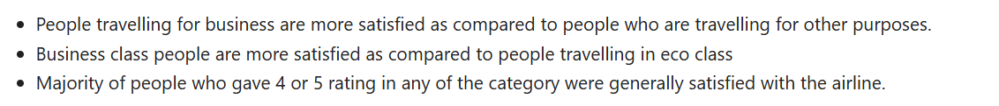 People travelling for business are more satisfied as compared to people who are travelling for other purposes.
Business class people are more satisfied as compared to people travelling in eco class
Majority of people who gave 4 or 5 rating in any of the category were generally satisfied with the airline.